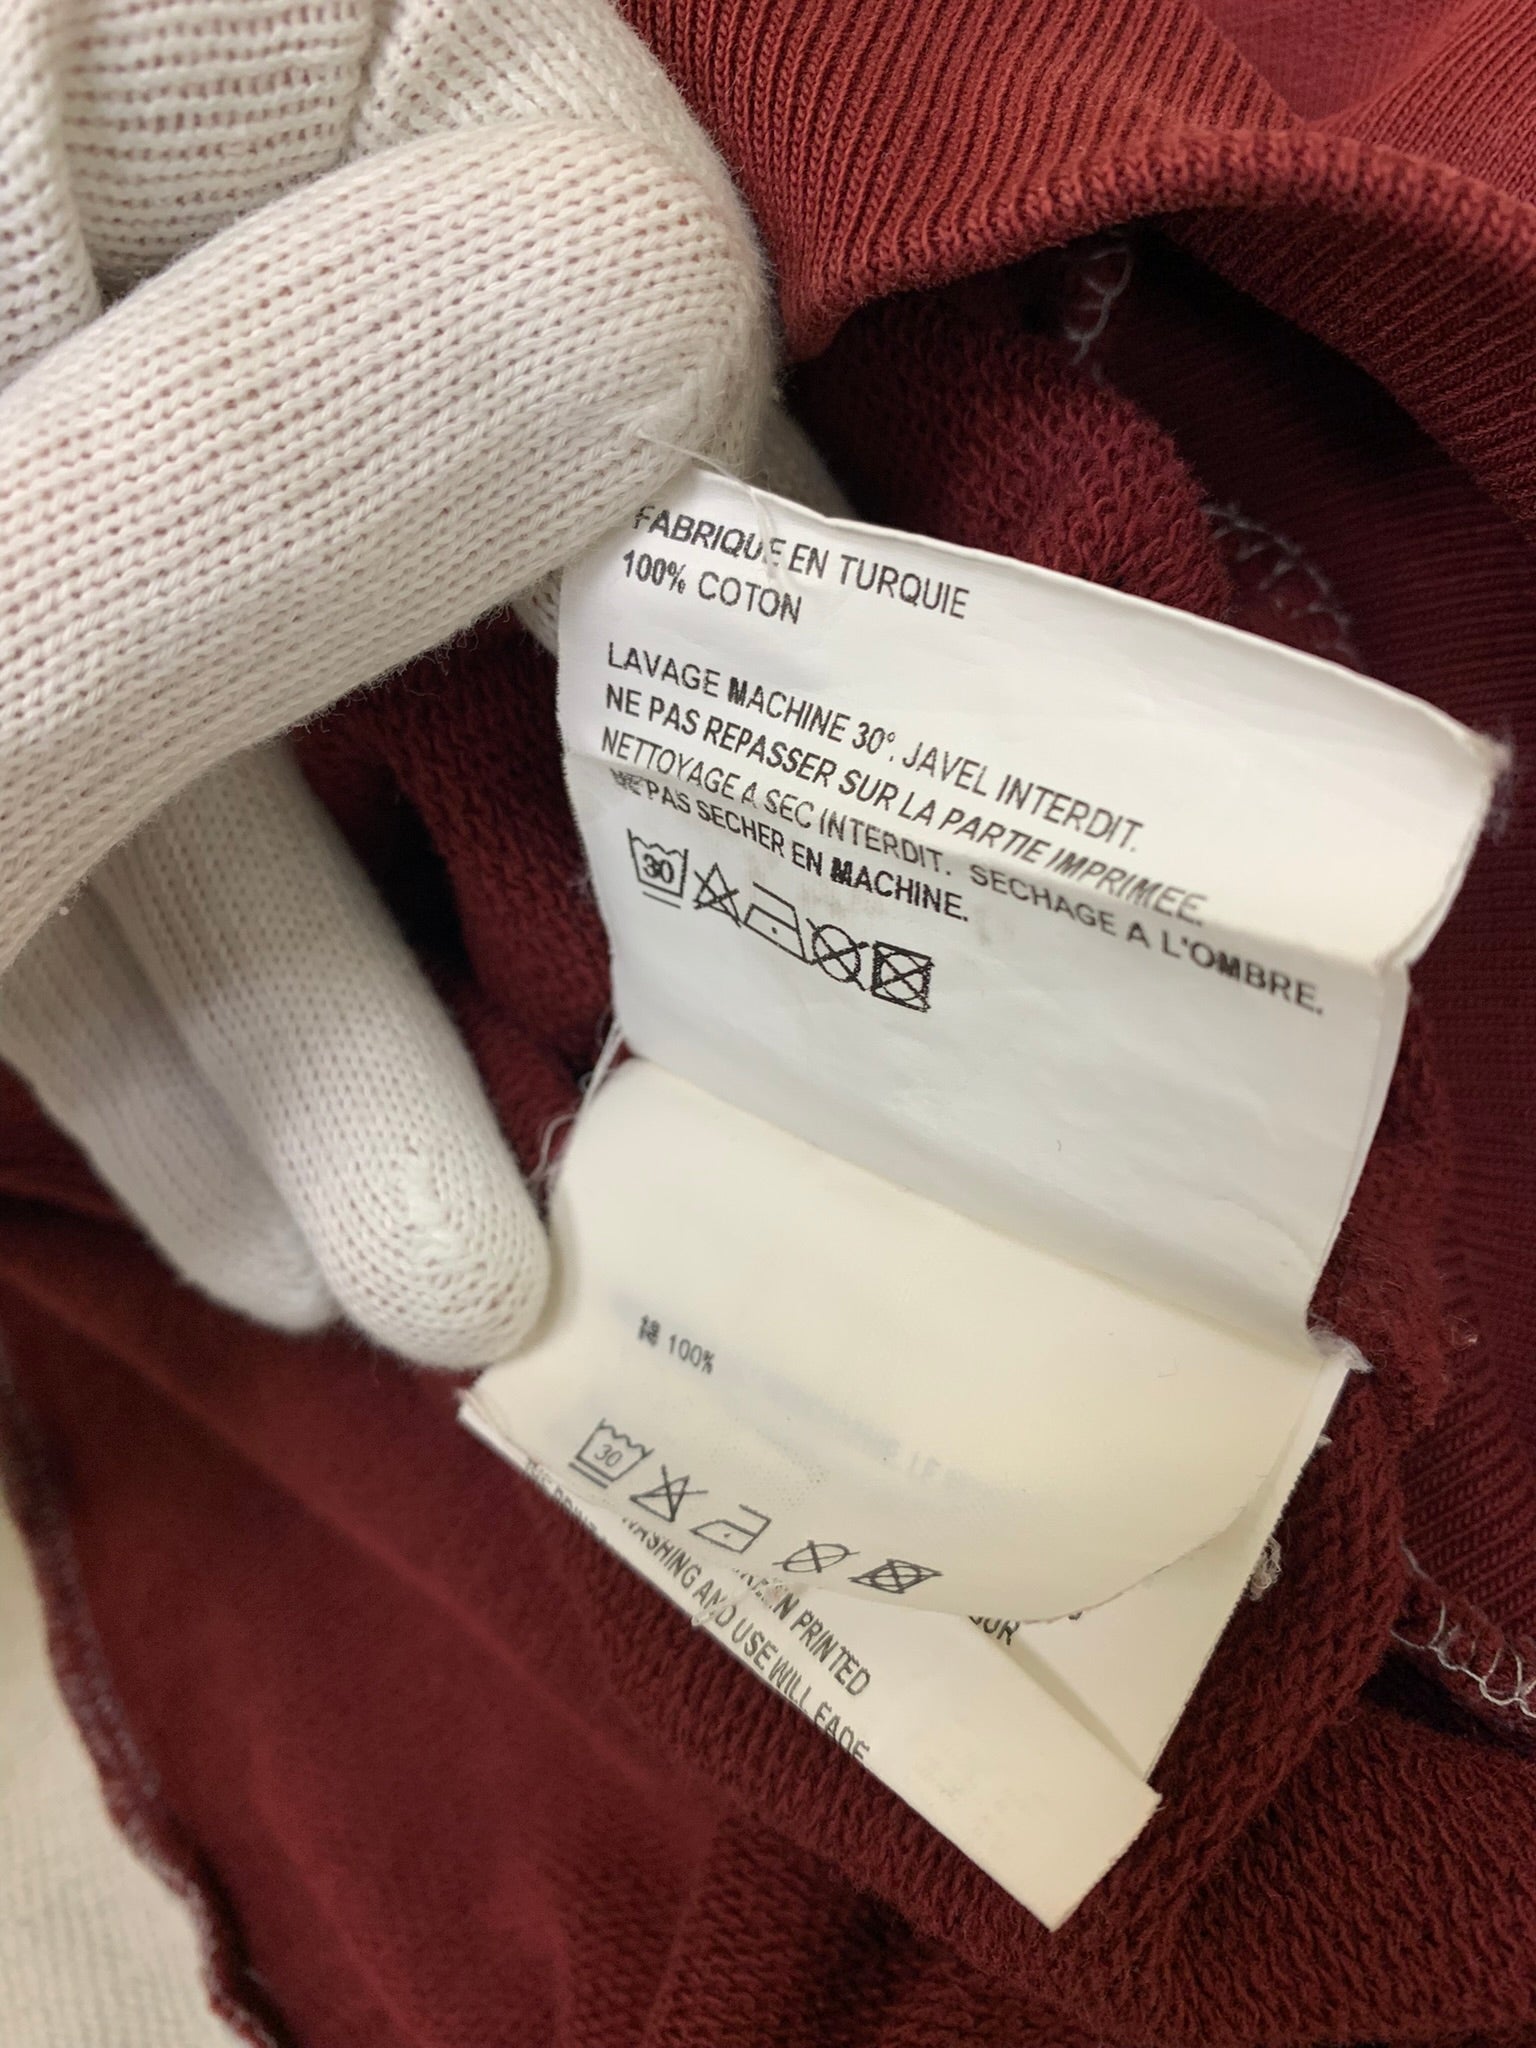 FABRIQUE EN TURQUIE
100% COTON
LAVAGE MACHINE 30°. JAVEL INTERDIT.
NE PAS REPASSER SUR LA PARTIE IMPRIMEE.
NETTOYAGE A SEC INTERDIT. SECHAGE A L'OMBRE.
NE PAS SECHER EN MACHINE.
30
綿 100%
30
PRINTED
WASHING AND USE WILL FADE